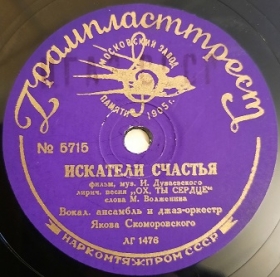 Грампласттрест
МОСКОВСКИЙ ЗАВОД
ПАМЯТИ 1905 г.
№ 5715
ИСКАТЕЛИ СЧАСТЬЯ
фильм, муз. И. Дунаевского
лирич. песня „ОХ, ТЫ СЕРДЦЕ"
слова М. Волженина
Вокал. ансамбль и джаз-оркестр
Якова Скоморовского
ЛГ 1476
НАРКОМТЯЖПРОМ СССР